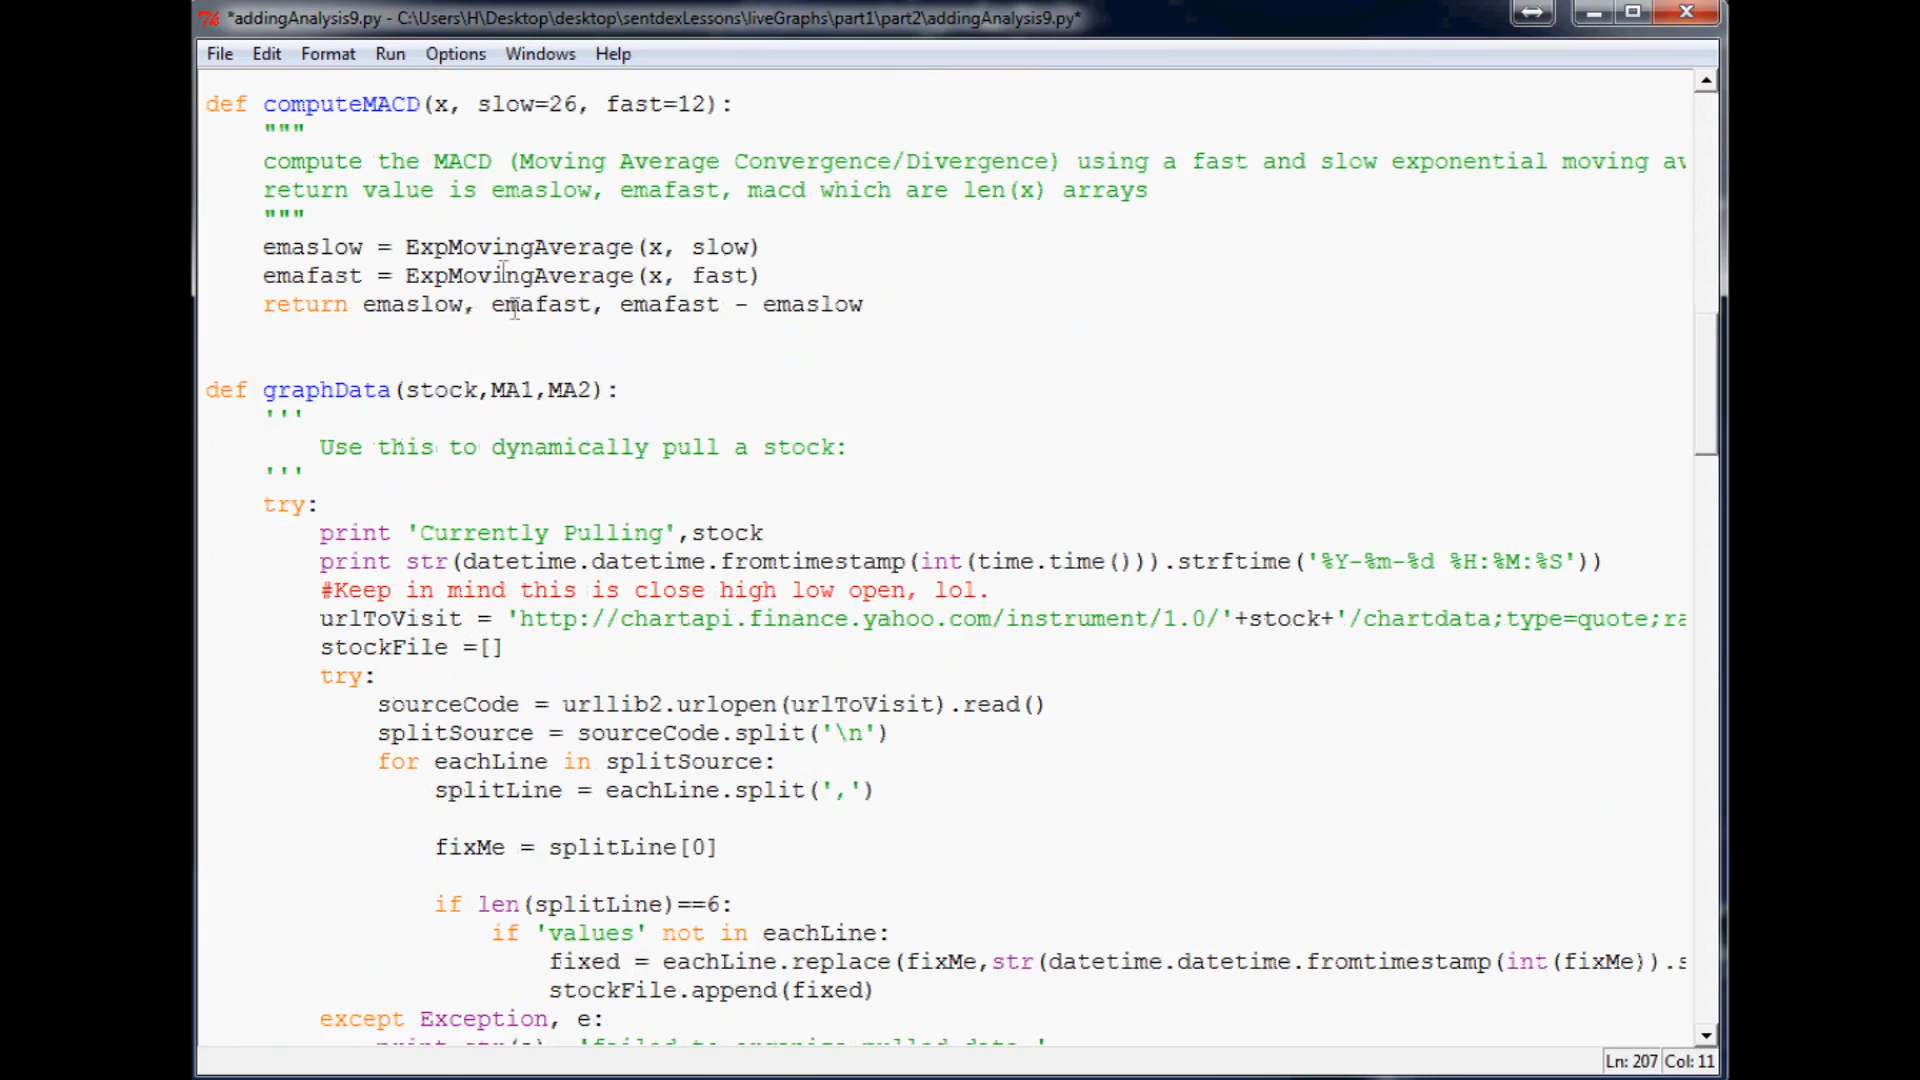 *addingAnalysis9.py - C:\Users\H\Desktop\desktop\sentdexLessons\liveGraphs\part1\part2\addingAnalysis9.py*
File Edit Format Run Options Windows Help
def computeMACD(x, slow=26, fast=12):
    """
    compute the MACD (Moving Average Convergence/Divergence) using a fast and slow exponential moving av
    return value is emaslow, emafast, macd which are len(x) arrays
    """
    emaslow = ExpMovingAverage(x, slow)
    emafast = ExpMovingAverage(x, fast)
    return emaslow, emafast, emafast - emaslow
def graphData(stock,MA1,MA2):
    '''
        Use this to dynamically pull a stock:
    '''
    try:
        print 'Currently Pulling',stock
        print str(datetime.datetime.fromtimestamp(int(time.time())).strftime('%Y-%m-%d %H:%M:%S'))
        #Keep in mind this is close high low open, lol.
        urlToVisit = 'http://chartapi.finance.yahoo.com/instrument/1.0/'+stock+'/chartdata;type=quote;ra
        stockFile =[]
        try:
            sourceCode = urllib2.urlopen(urlToVisit).read()
            splitSource = sourceCode.split('\n')
            for eachLine in splitSource:
                splitLine = eachLine.split(',')
                fixMe = splitLine[0]
                if len(splitLine)==6:
                    if 'values' not in eachLine:
                        fixed = eachLine.replace(fixMe,str(datetime.datetime.fromtimestamp(int(fixMe)).s
                        stockFile.append(fixed)
        except Exception, e:
Ln: 207 Col: 11